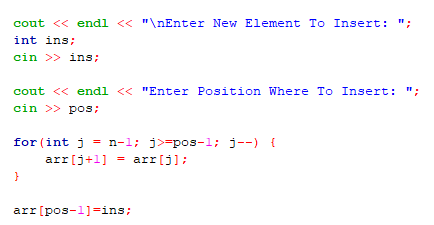 cout << endl << "\nEnter New Element To Insert: ";
int ins;
cin >> ins;
cout << endl << "Enter Position Where To Insert: ";
cin >> pos;
for(int j = n-1; j>=pos-1; j--) {
arr[j+1] = arr[j];
}
arr[pos-1]=ins;